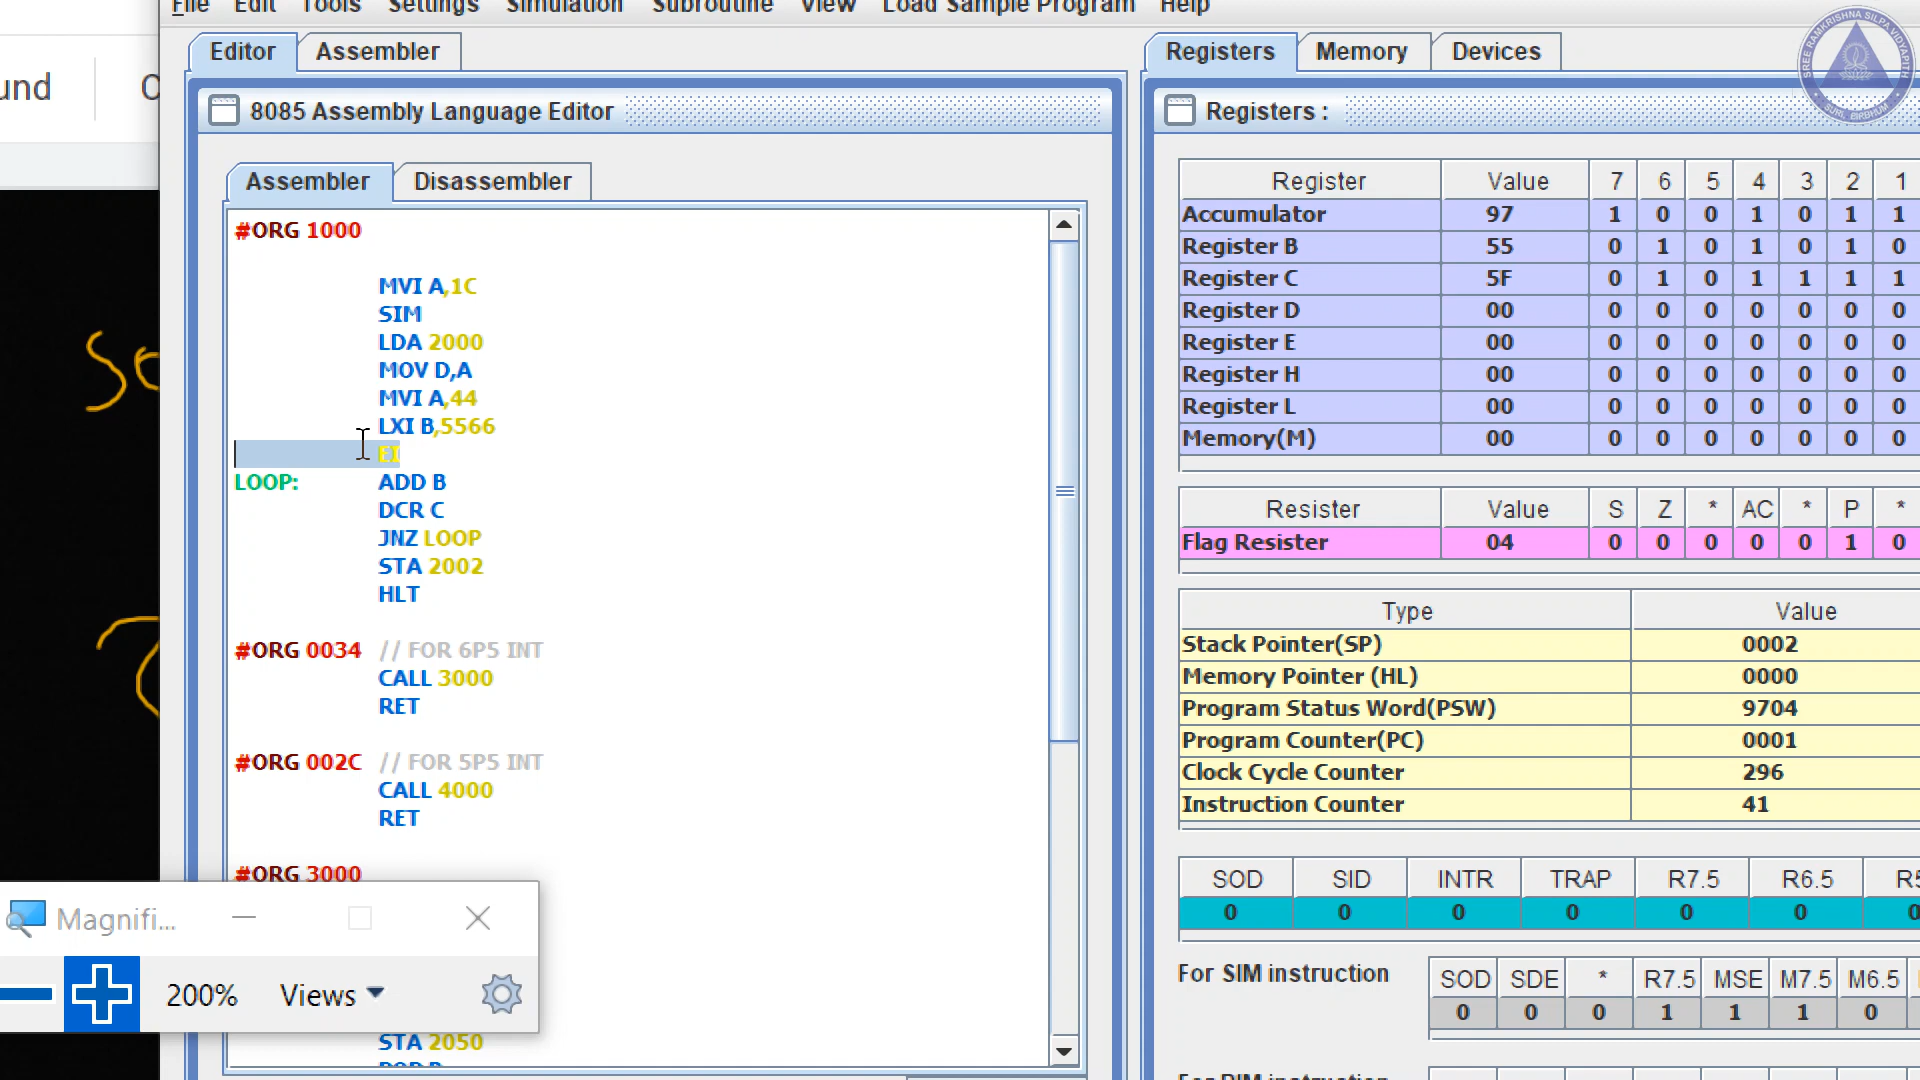 File Edit Tools Settings Simulation Subroutine View Load Sample Program Help
und
Editor Assembler
8085 Assembly Language Editor
Assembler Disassembler
#ORG 1000
MVI A,1C
SIM
LDA 2000
MOV D,A
MVI A,44
LXI B,5566
EI
LOOP: ADD B
DCR C
JNZ LOOP
STA 2002
HLT
#ORG 0034 // FOR 6P5 INT
CALL 3000
RET
#ORG 002C // FOR 5P5 INT
CALL 4000
RET
#ORG 3000
STA 2050
Magnifi...
200% Views
Registers Memory Devices
Registers :
Register Value 7 6 5 4 3 2 1
Accumulator 97 1 0 0 1 0 1 1
Register B 55 0 1 0 1 0 1 0
Register C 5F 0 1 0 1 1 1 1
Register D 00 0 0 0 0 0 0 0
Register E 00 0 0 0 0 0 0 0
Register H 00 0 0 0 0 0 0 0
Register L 00 0 0 0 0 0 0 0
Memory(M) 00 0 0 0 0 0 0 0
Resister Value S Z * AC * P *
Flag Resister 04 0 0 0 0 0 1 0
Type Value
Stack Pointer(SP) 0002
Memory Pointer (HL) 0000
Program Status Word(PSW) 9704
Program Counter(PC) 0001
Clock Cycle Counter 296
Instruction Counter 41
SOD SID INTR TRAP R7.5 R6.5 R5
0 0 0 0 0 0 0
For SIM instruction
SOD SDE * R7.5 MSE M7.5 M6.5
0 0 0 1 1 1 0
SREE RAMKRISHNA SILPA VIDYAPITH
SURI, BIRBHUM